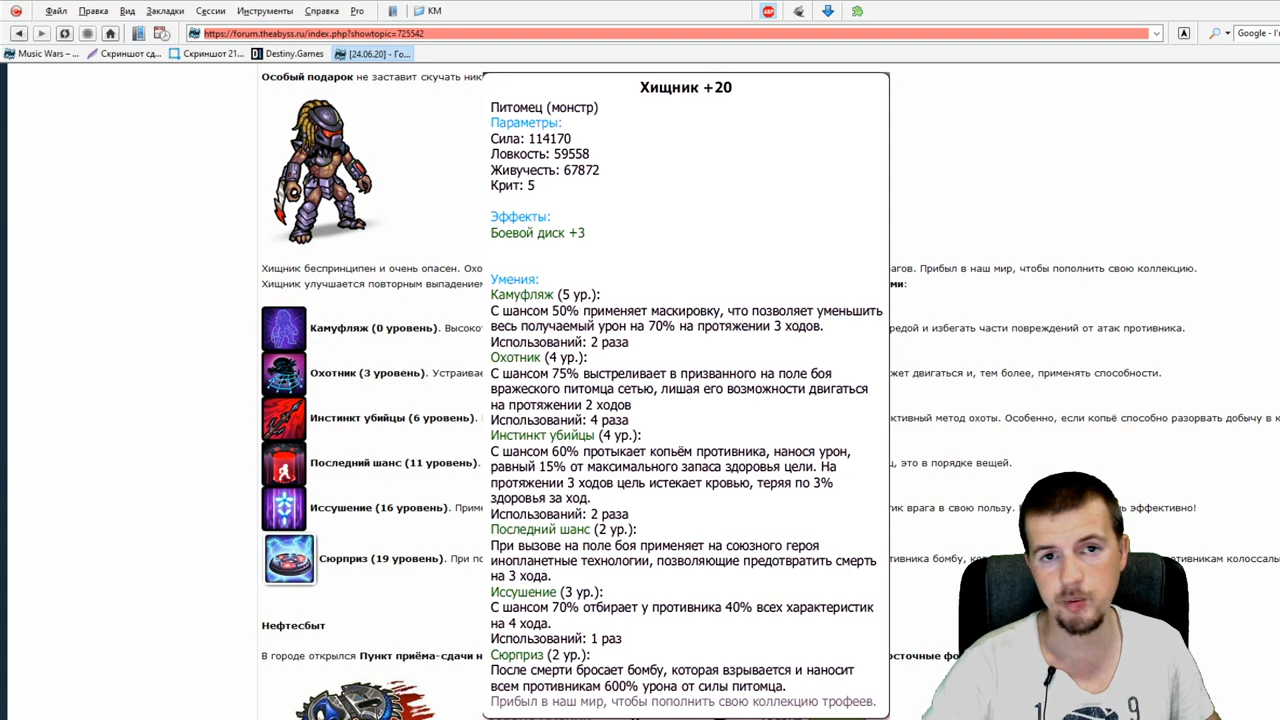 Файл Правка Вид Закладки Сессии Инструменты Справка Pro КМ
https://forum.theabyss.ru/index.php?showtopic=725542
Google - I'
Music Wars –... Скриншот сд... Скриншот 21... Destiny.Games [24.06.20] - Го...
Особый подарок не заставит скучать ник
Хищник +20
Питомец (монстр)
Параметры:
Сила: 114170
Ловкость: 59558
Живучесть: 67872
Крит: 5
Эффекты:
Боевой диск +3
Умения:
Камуфляж (5 ур.):
С шансом 50% применяет маскировку, что позволяет уменьшить
весь получаемый урон на 70% на протяжении 3 ходов.
Использований: 2 раза
Охотник (4 ур.):
С шансом 75% выстреливает в призванного на поле боя
вражеского питомца сетью, лишая его возможности двигаться
на протяжении 2 ходов
Использований: 4 раза
Инстинкт убийцы (4 ур.):
С шансом 60% протыкает копьём противника, нанося урон,
равный 15% от максимального запаса здоровья цели. На
протяжении 3 ходов цель истекает кровью, теряя по 3%
здоровья за ход.
Использований: 2 раза
Последний шанс (2 ур.):
При вызове на поле боя применяет на союзного героя
инопланетные технологии, позволяющие предотвратить смерть
на 3 хода.
Иссушение (3 ур.):
С шансом 70% отбирает у противника 40% всех характеристик
на 4 хода.
Использований: 1 раз
Сюрприз (2 ур.):
После смерти бросает бомбу, которая взрывается и наносит
всем противникам 600% урона от силы питомца.
Прибыл в наш мир, чтобы пополнить свою коллекцию трофеев.
Хищник беспринципен и очень опасен. Охо агов. Прибыл в наш мир, чтобы пополнить свою коллекцию.
Хищник улучшается повторным выпадением ми:
Камуфляж (0 уровень). Высокот редой и избегать части повреждений от атак противника.
Охотник (3 уровень). Устраивае жет двигаться и, тем более, применять способности.
Инстинкт убийцы (6 уровень). ктивный метод охоты. Особенно, если копьё способно разорвать добычу в к
Последний шанс (11 уровень). ц, это в порядке вещей.
Иссушение (16 уровень). Приме тик врага в свою пользу. ь эффективно!
Сюрприз (19 уровень). При по ивника бомбу, ко ротивникам колоссаль
Нефтесбыт
В городе открылся Пункт приёма-сдачи н осточные фо